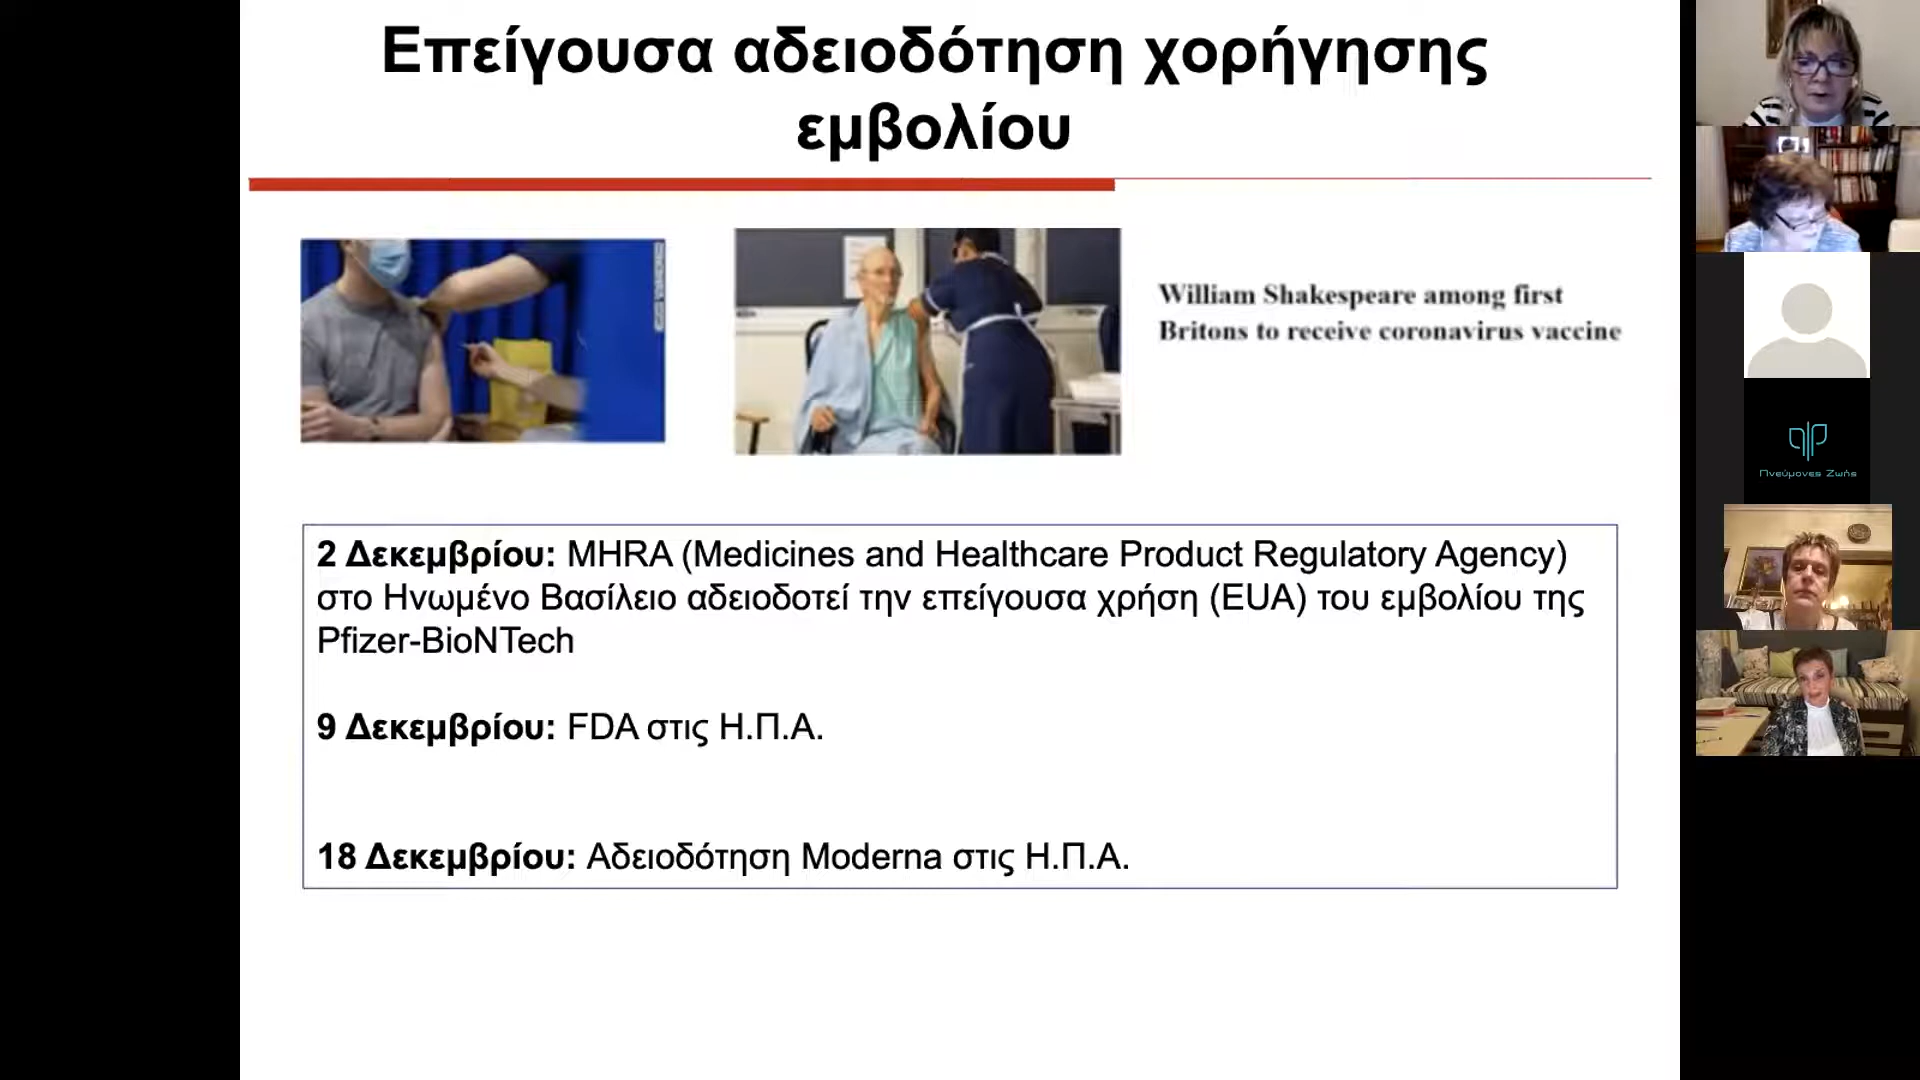 Επείγουσα αδειοδότηση χορήγησης
εμβολίου
William Shakespeare among first
Britons to receive coronavirus vaccine
2 Δεκεμβρίου: MHRA (Medicines and Healthcare Product Regulatory Agency)
στο Ηνωμένο Βασίλειο αδειοδοτεί την επείγουσα χρήση (EUA) του εμβολίου της
Pfizer-BioNTech
9 Δεκεμβρίου: FDA στις Η.Π.Α.
18 Δεκεμβρίου: Αδειοδότηση Moderna στις Η.Π.Α.
Πνεύμονες Ζωής